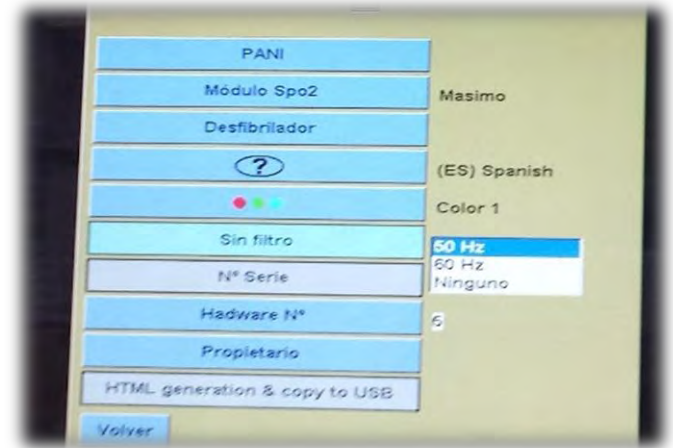 PANI
Módulo Spo2 Masimo
Desfibrilador
? (ES) Spanish
Color 1
Sin filtro 50 Hz
60 Hz
Nº Serie Ninguno
Hadware Nº 6
Propietario
HTML generation & copy to USB
Volver